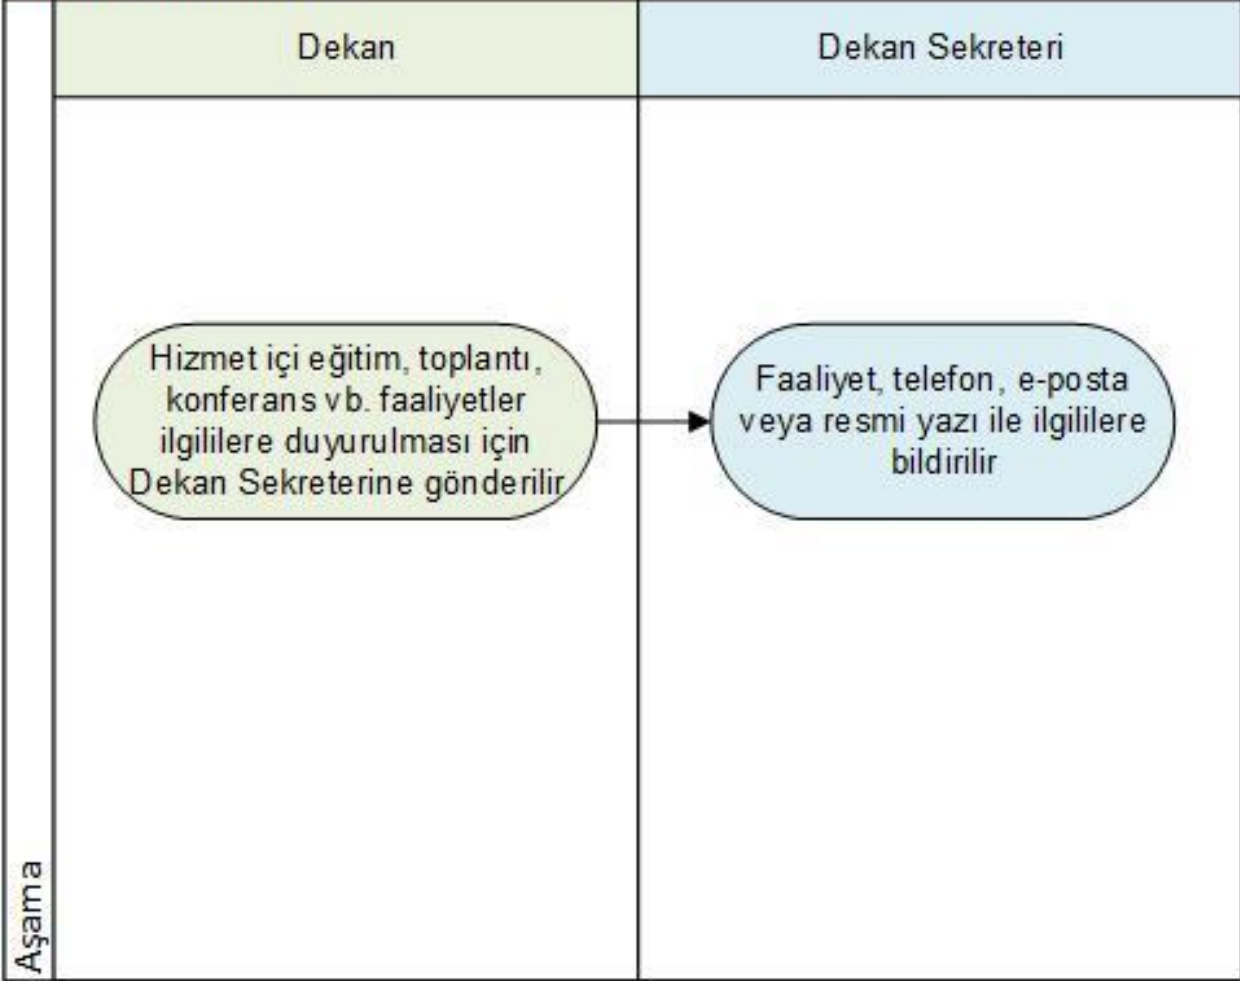 Dekan
Dekan Sekreteri
Hizmet içi eğitim, toplantı,
konferans vb. faaliyetler
ilgililere duyurulması için
Dekan Sekreterine gönderilir
Faaliyet, telefon, e-posta
veya resmi yazı ile ilgililere
bildirilir
Aşama